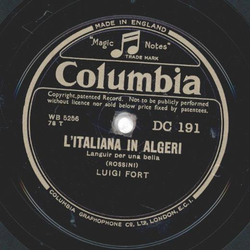 MADE IN ENGLAND
"Magic Notes"
TRADE MARK
Columbia
Copyright, patented Record. Not to be publicly performed
without licence nor sold below price fixed by patentees.
WB 5256
78 T
DC 191
L'ITALIANA IN ALGERI
Languir per una bella
(ROSSINI)
LUIGI FORT
COLUMBIA GRAPHOPHONE Co. LTD., LONDON, E.C.1